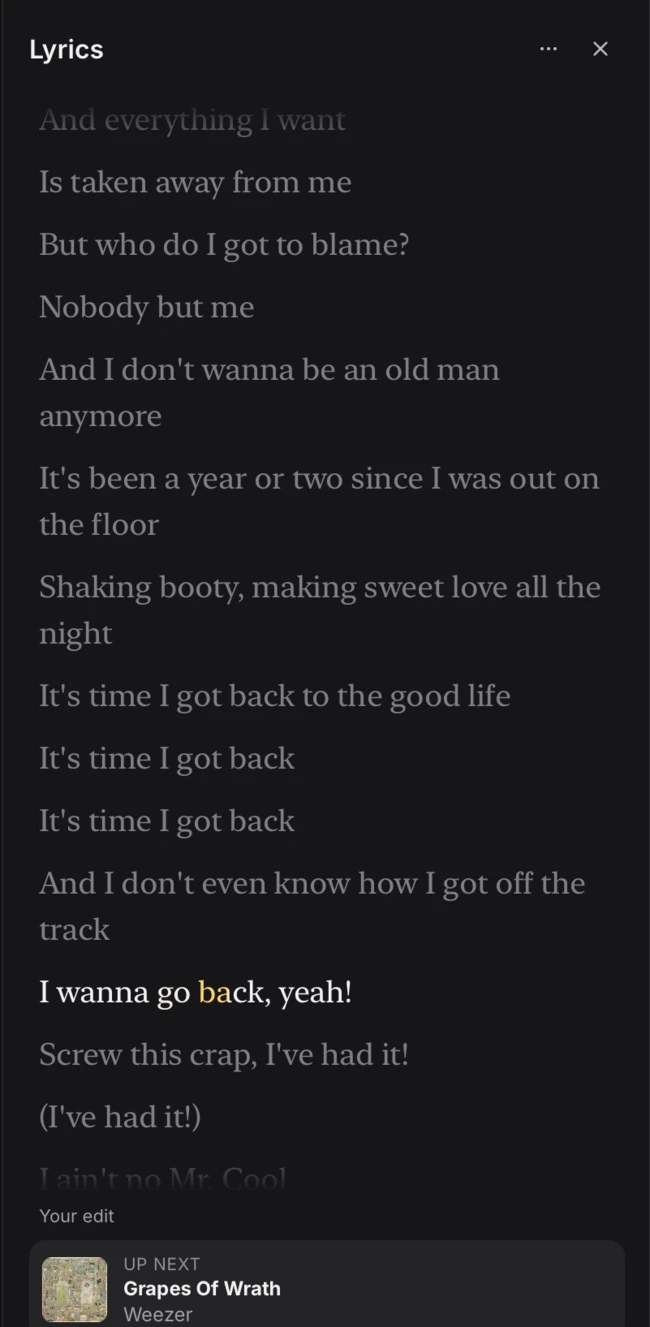 Lyrics
And everything I want
Is taken away from me
But who do I got to blame?
Nobody but me
And I don't wanna be an old man
anymore
It's been a year or two since I was out on
the floor
Shaking booty, making sweet love all the
night
It's time I got back to the good life
It's time I got back
It's time I got back
And I don't even know how I got off the
track
I wanna go back, yeah!
Screw this crap, I've had it!
(I've had it!)
I ain't no Mr. Cool
Your edit
UP NEXT
Grapes Of Wrath
Weezer